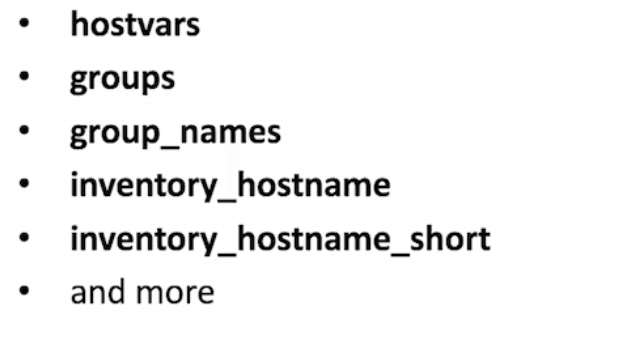 • hostvars
• groups
• group_names
• inventory_hostname
• inventory_hostname_short
• and more